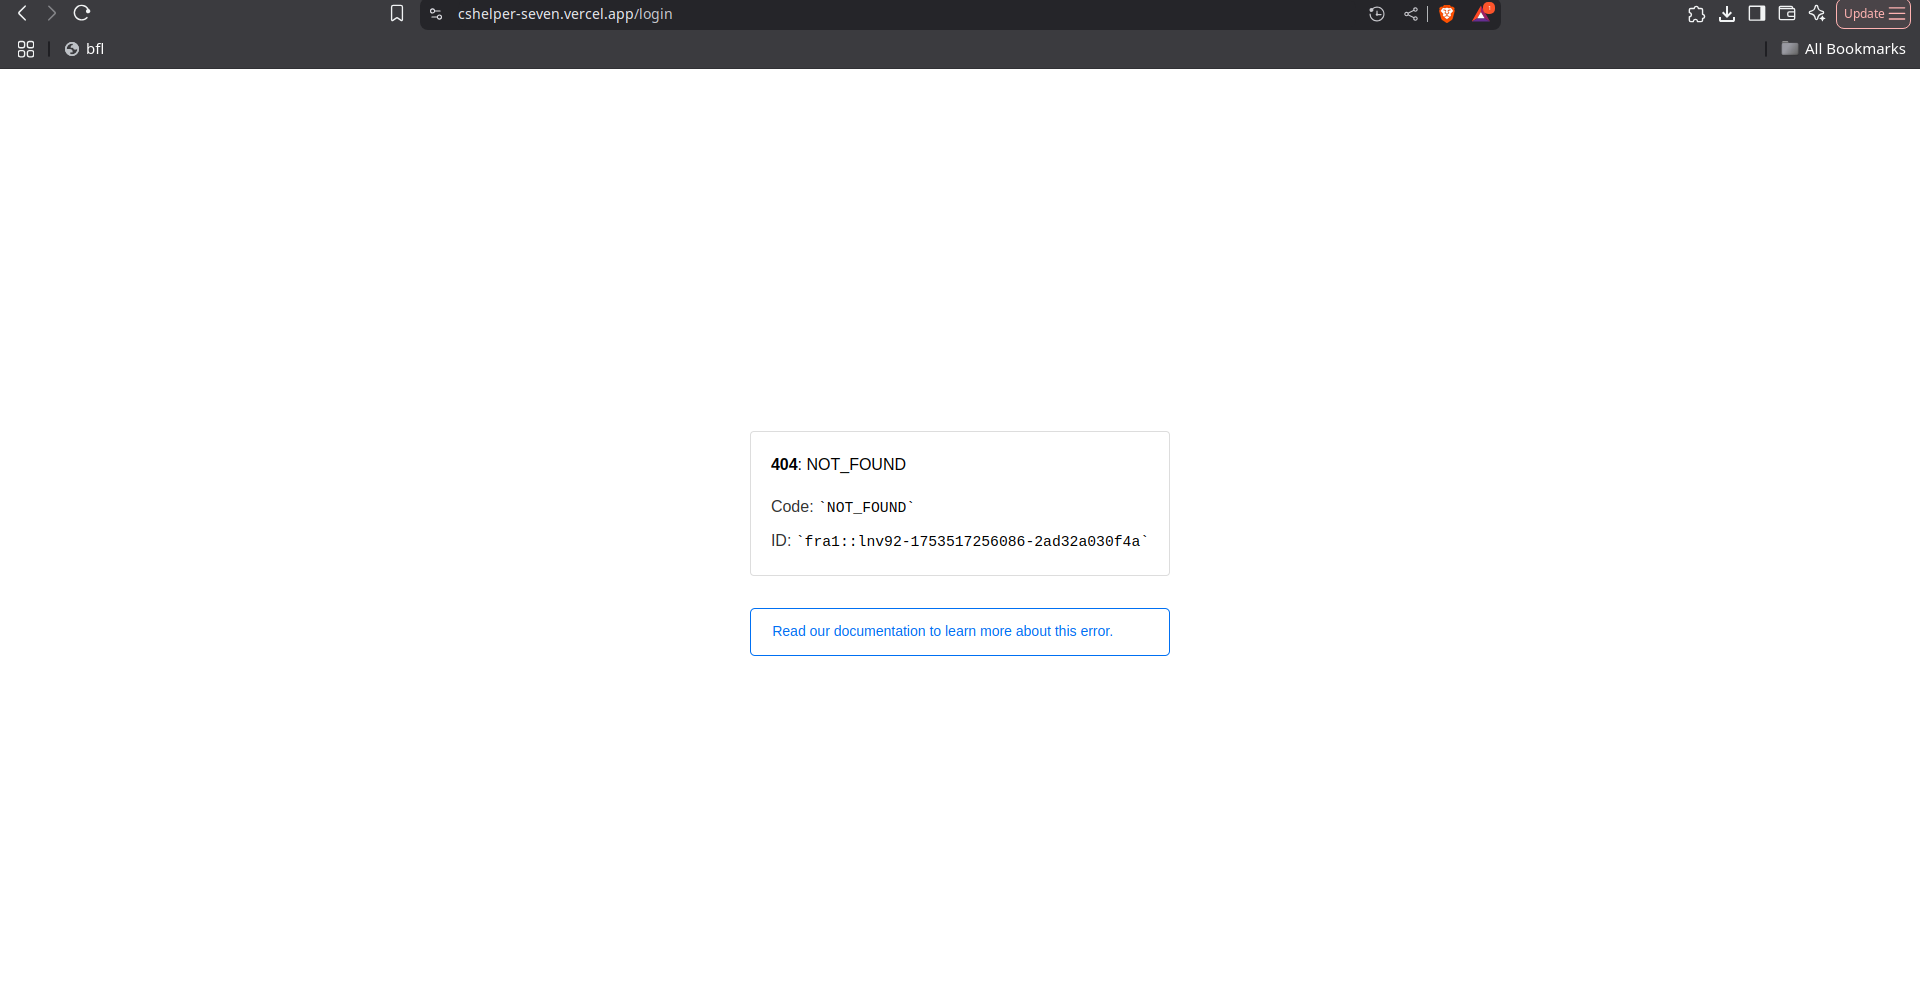 cshelper-seven.vercel.app/login
Update
bfl
All Bookmarks
404: NOT_FOUND
Code: `NOT_FOUND`
ID: `fra1::lnv92-1753517256086-2ad32a030f4a`
Read our documentation to learn more about this error.